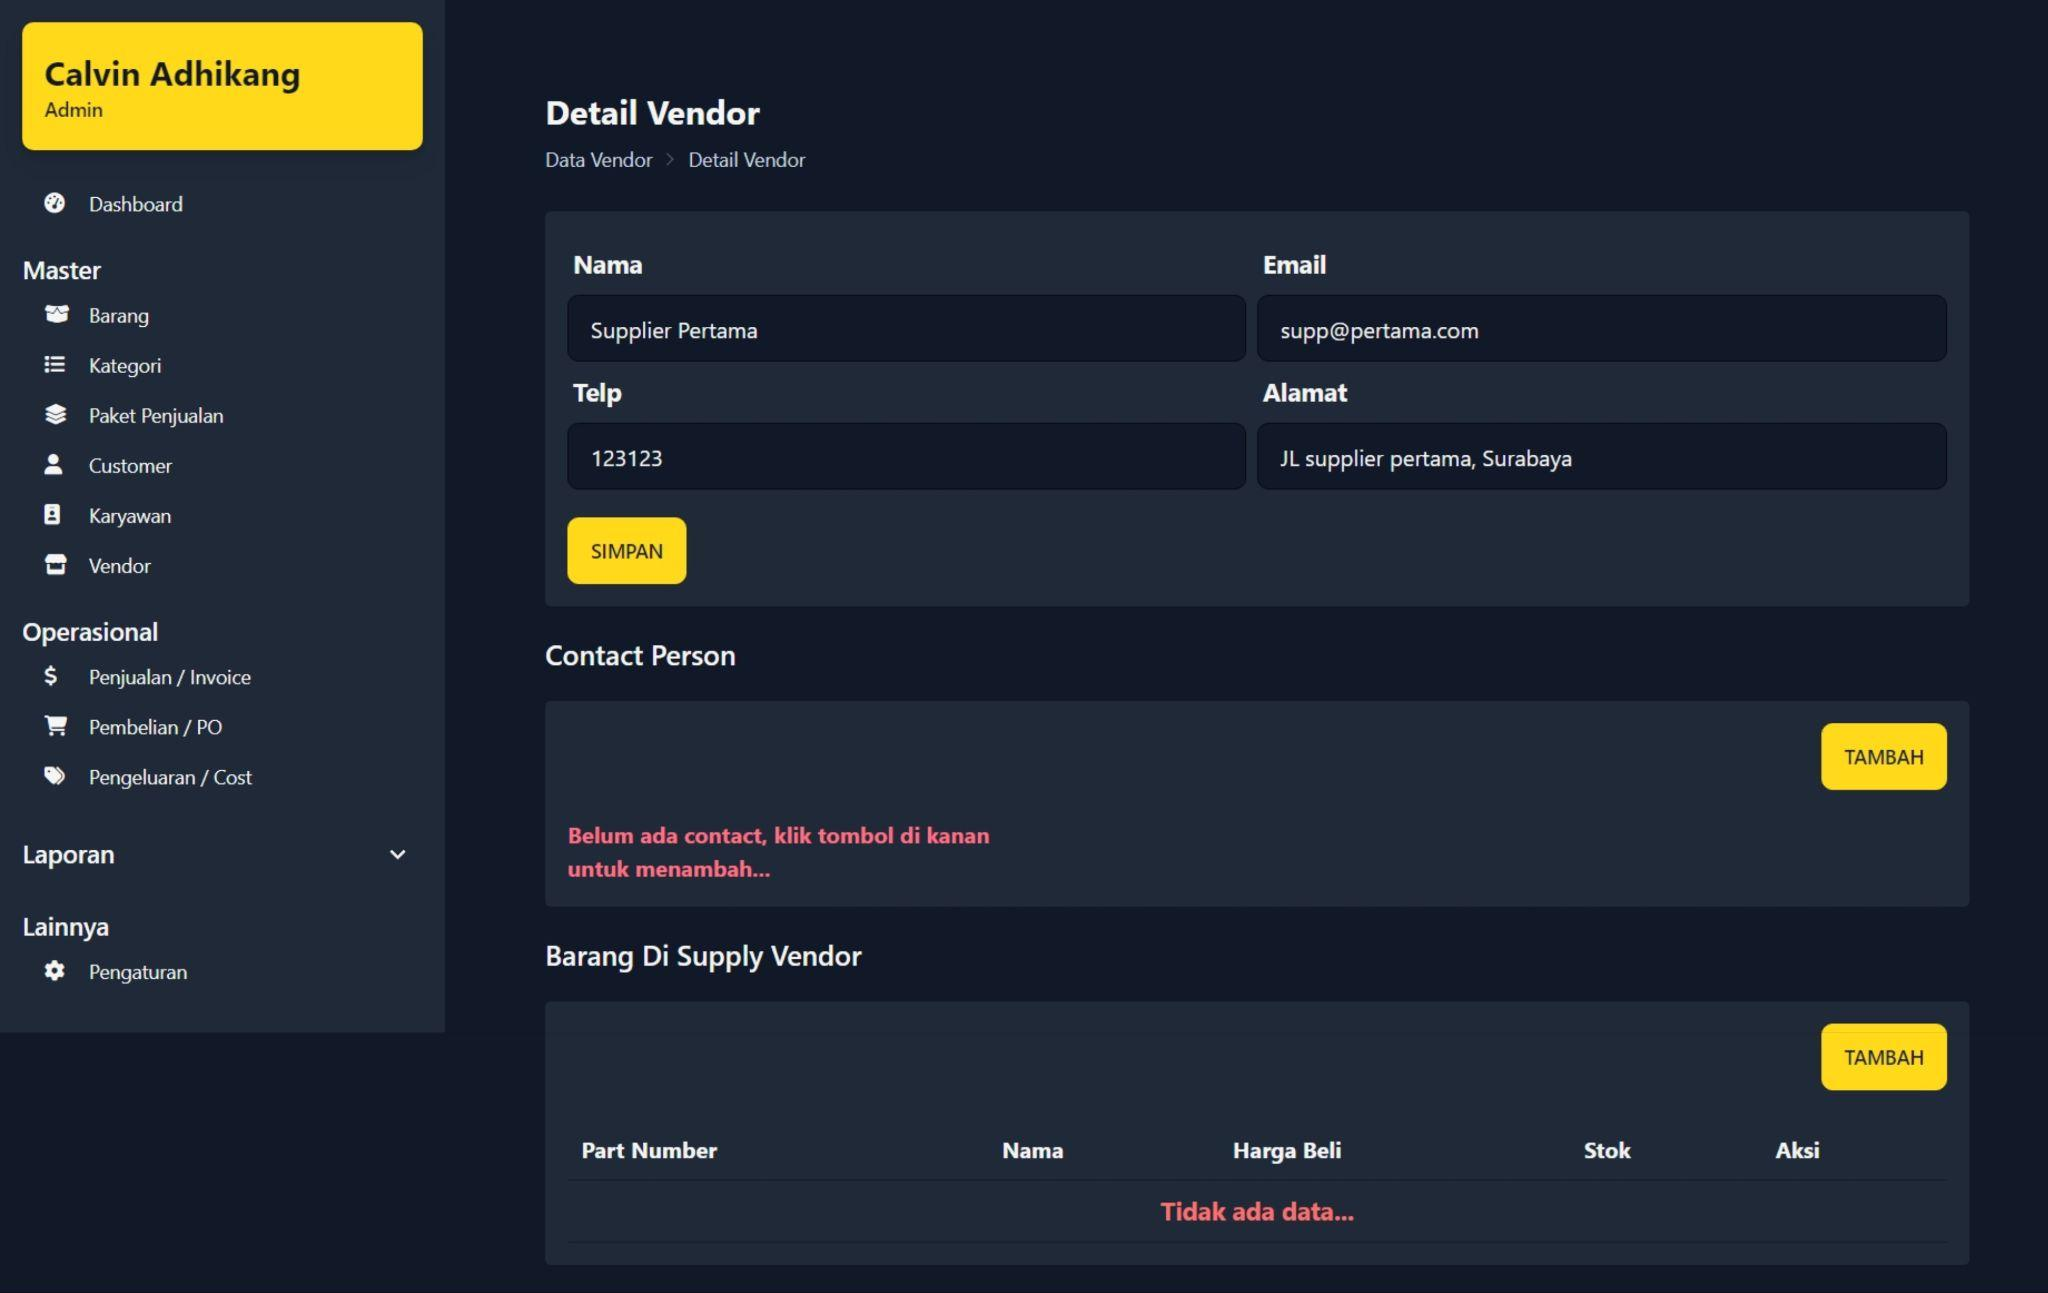 Calvin Adhikang
Admin
Dashboard
Master
Barang
Kategori
Paket Penjualan
Customer
Karyawan
Vendor
Operasional
Penjualan / Invoice
Pembelian / PO
Pengeluaran / Cost
Laporan
Lainnya
Pengaturan
Detail Vendor
Data Vendor > Detail Vendor
Nama Email
Supplier Pertama supp@pertama.com
Telp Alamat
123123 JL supplier pertama, Surabaya
SIMPAN
Contact Person
TAMBAH
Belum ada contact, klik tombol di kanan
untuk menambah...
Barang Di Supply Vendor
TAMBAH
Part Number Nama Harga Beli Stok Aksi
Tidak ada data...